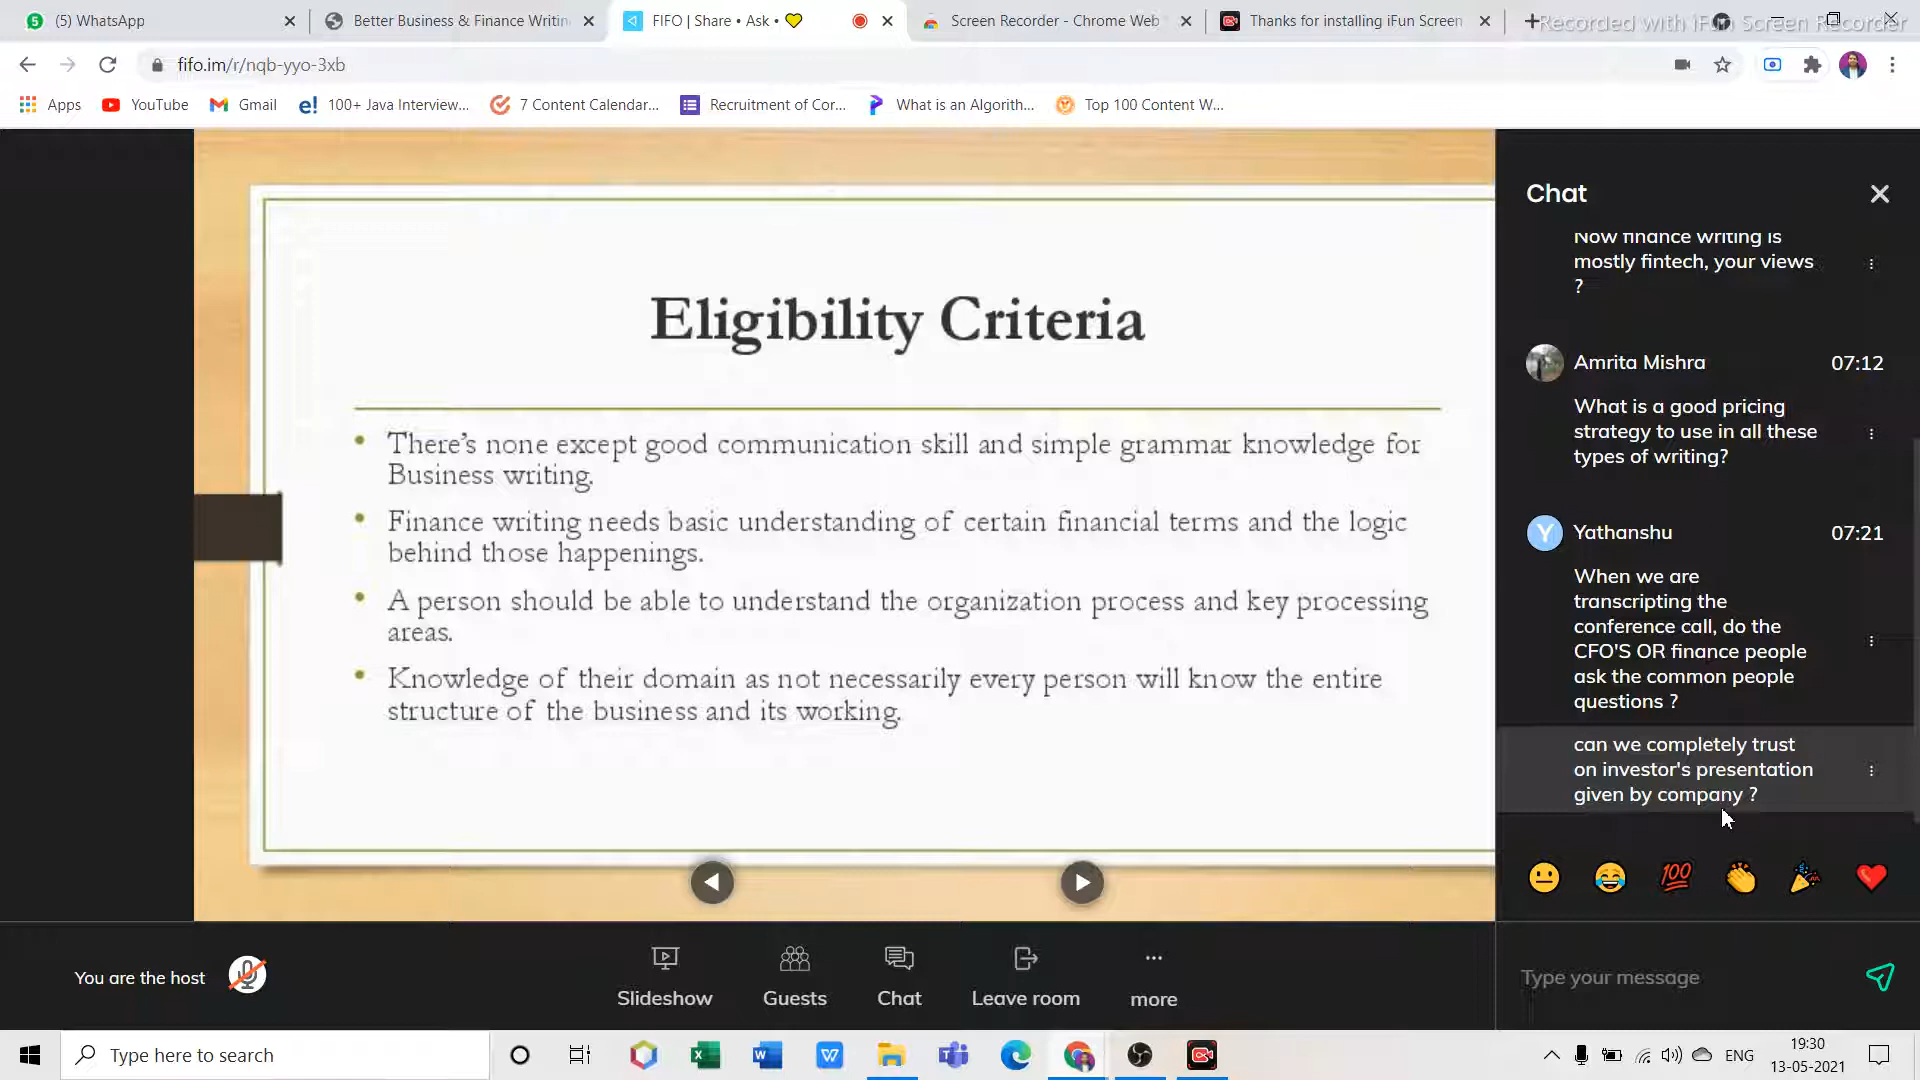 (5) WhatsApp
Better Business & Finance Writin
FIFO | Share • Ask • 💛
Screen Recorder - Chrome Web
Thanks for installing iFun Screen
Recorded with iFun Screen Recorder
fifo.im/r/nqb-yyo-3xb
Apps
YouTube
Gmail
100+ Java Interview...
7 Content Calendar...
Recruitment of Cor...
What is an Algorith...
Top 100 Content W...
Eligibility Criteria
• There's none except good communication skill and simple grammar knowledge for
Business writing.
• Finance writing needs basic understanding of certain financial terms and the logic
behind those happenings.
• A person should be able to understand the organization process and key processing
areas.
• Knowledge of their domain as not necessarily every person will know the entire
structure of the business and its working.
Chat
Now finance writing is
mostly fintech, your views
?
Amrita Mishra 07:12
What is a good pricing
strategy to use in all these
types of writing?
Y Yathanshu 07:21
When we are
transcripting the
conference call, do the
CFO'S OR finance people
ask the common people
questions ?
can we completely trust
on investor's presentation
given by company ?
Type your message
You are the host
Slideshow
Guests
Chat
Leave room
more
Type here to search
ENG
19:30
13-05-2021